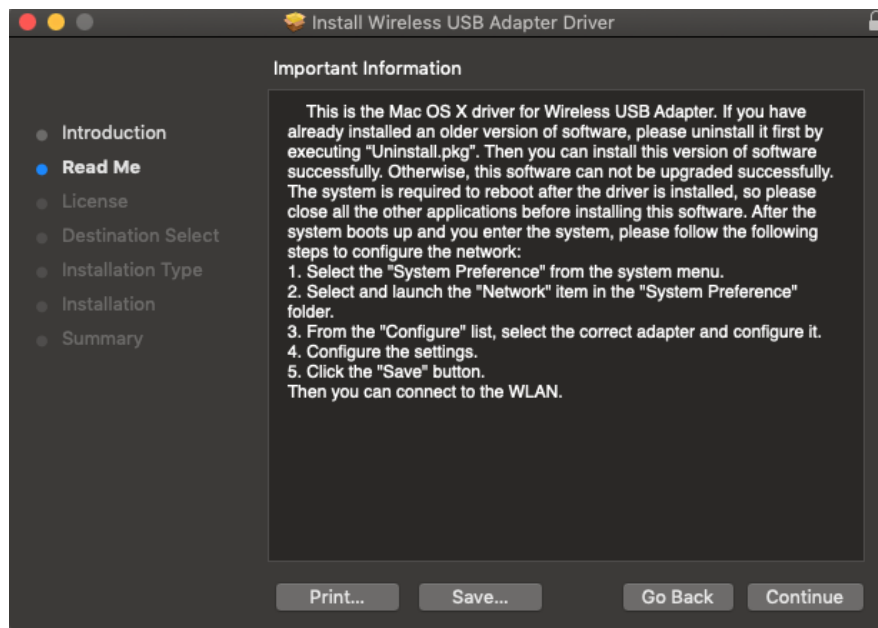 Install Wireless USB Adapter Driver
Important Information
Introduction
Read Me
License
Destination Select
Installation Type
Installation
Summary
This is the Mac OS X driver for Wireless USB Adapter. If you have
already installed an older version of software, please uninstall it first by
executing “Uninstall.pkg”. Then you can install this version of software
successfully. Otherwise, this software can not be upgraded successfully.
The system is required to reboot after the driver is installed, so please
close all the other applications before installing this software. After the
system boots up and you enter the system, please follow the following
steps to configure the network:
1. Select the "System Preference" from the system menu.
2. Select and launch the "Network" item in the "System Preference"
folder.
3. From the "Configure" list, select the correct adapter and configure it.
4. Configure the settings.
5. Click the "Save" button.
Then you can connect to the WLAN.
Print...
Save...
Go Back
Continue